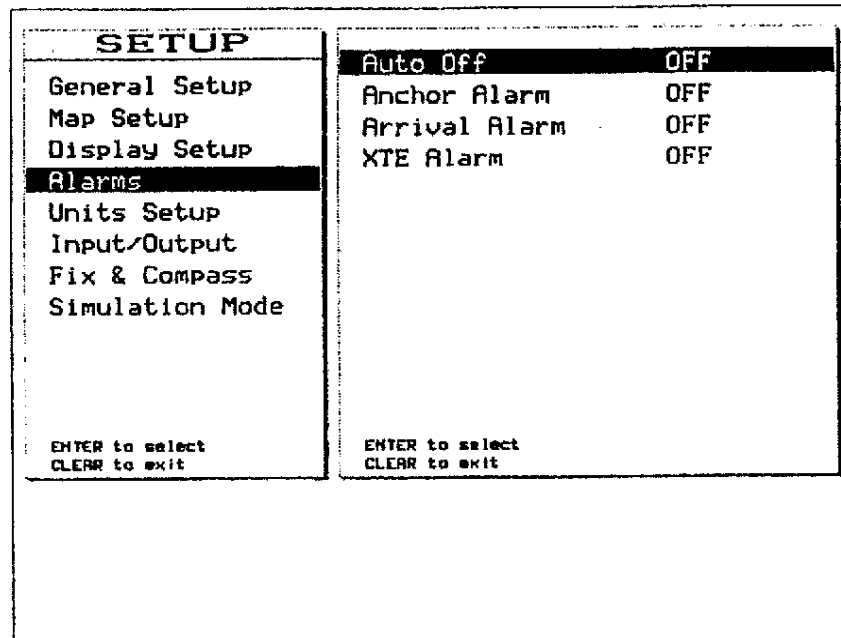 SETUP
General Setup
Map Setup
Display Setup
Alarms
Units Setup
Input/Output
Fix & Compass
Simulation Mode
ENTER to select
CLEAR to exit
Auto Off OFF
Anchor Alarm OFF
Arrival Alarm OFF
XTE Alarm OFF
ENTER to select
CLEAR to exit